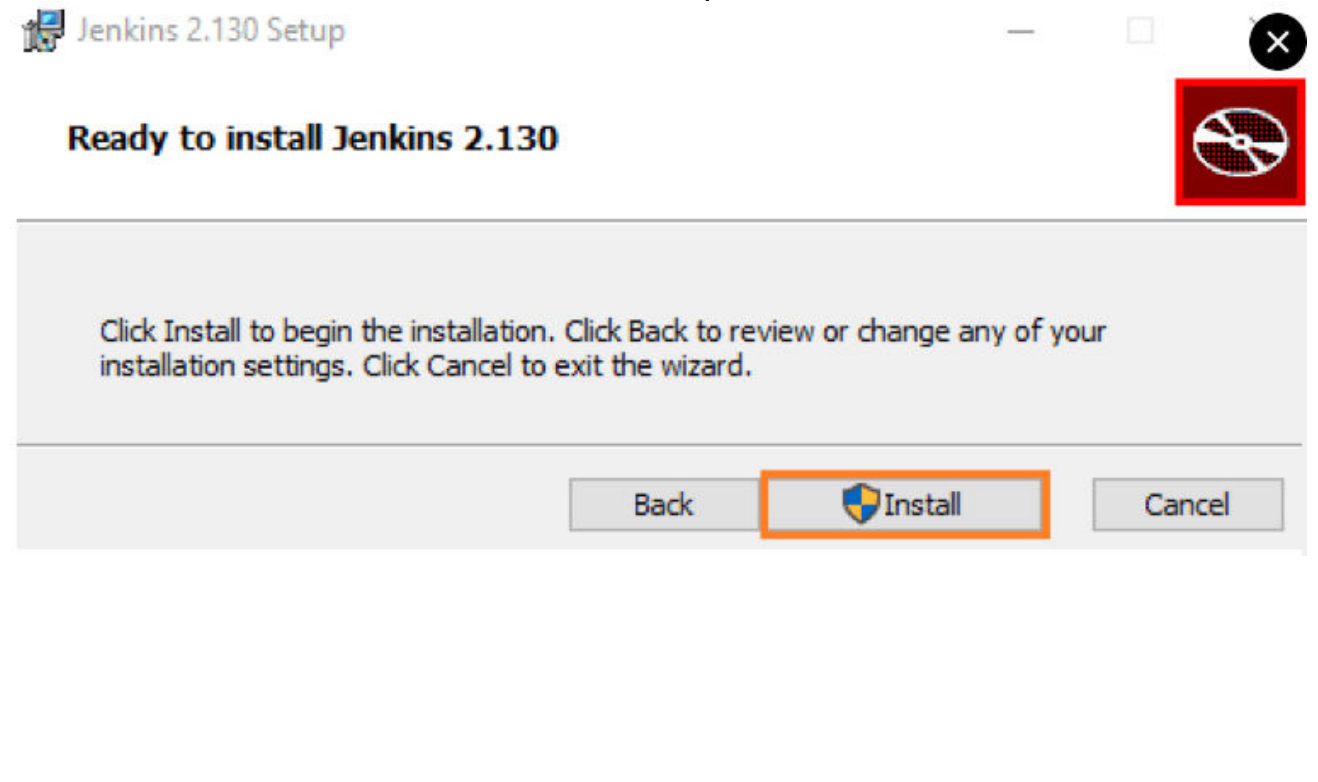 Jenkins 2.130 Setup
Ready to install Jenkins 2.130
Click Install to begin the installation. Click Back to review or change any of your
installation settings. Click Cancel to exit the wizard.
Back Install Cancel